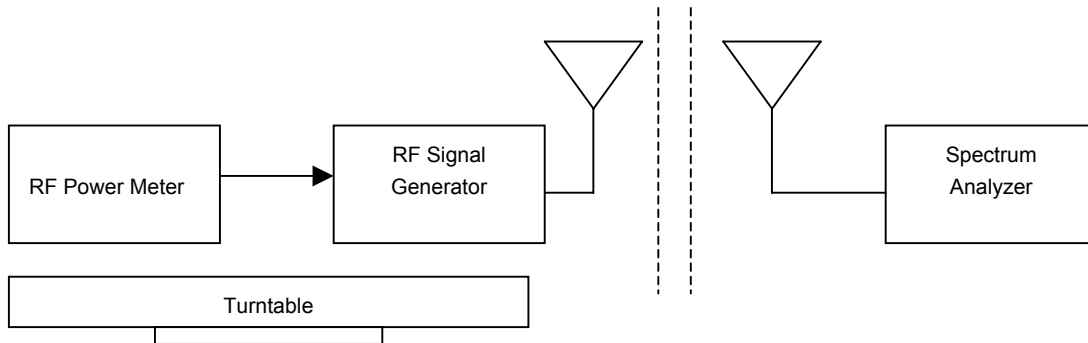 RF Power Meter
RF Signal
Generator
Spectrum
Analyzer
Turntable